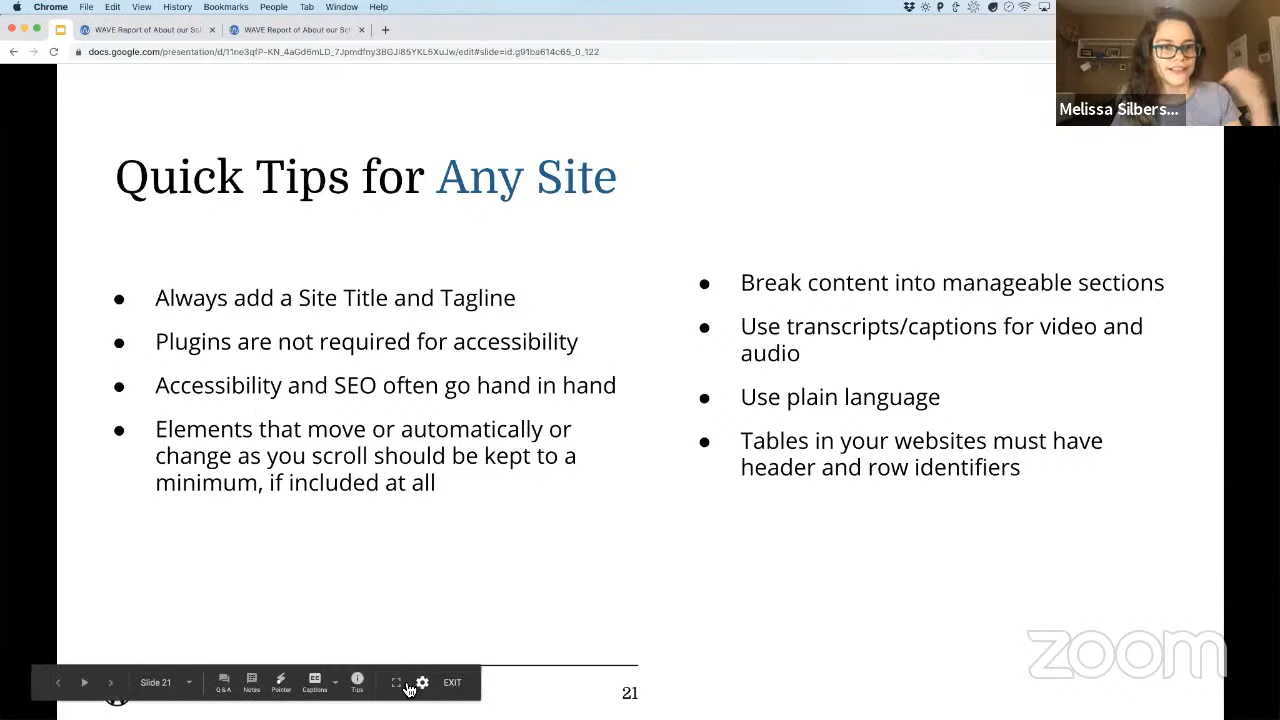 Chrome File Edit View History Bookmarks People Tab Window Help
WAVE Report of About our Scl
WAVE Report of About our Sch
docs.google.com/presentation/d/11ne3qfP-KN_4aGd6mLD_7Jpmdfny3BGJi85YKL5XuJw/edit#slide=id.g91ba614c65_0_122
Melissa Silbers...
Quick Tips for Any Site
Always add a Site Title and Tagline
Plugins are not required for accessibility
Accessibility and SEO often go hand in hand
Elements that move or automatically or
change as you scroll should be kept to a
minimum, if included at all
Break content into manageable sections
Use transcripts/captions for video and
audio
Use plain language
Tables in your websites must have
header and row identifiers
zoom
Slide 21
Q & A Notes Pointer Captions Tips
EXIT
21